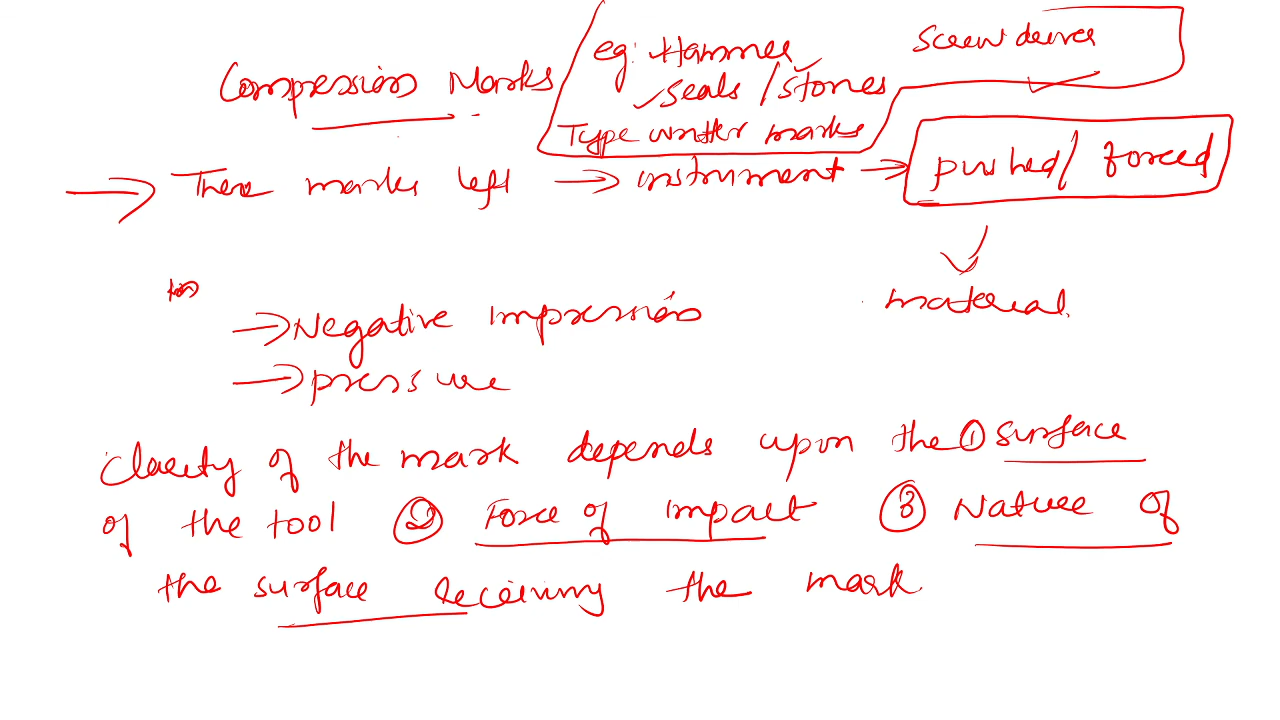 Compression Marks
eg: Hammer
seals / stones
Type writter marks
Screw driver
→ There marks left → instrument → pushed / forced
material.
→ Negative impression
→ pressure
Clarity of the mark depends upon the ① surface
of the tool ② Force of impact ③ Nature of
the surface receiving the mark